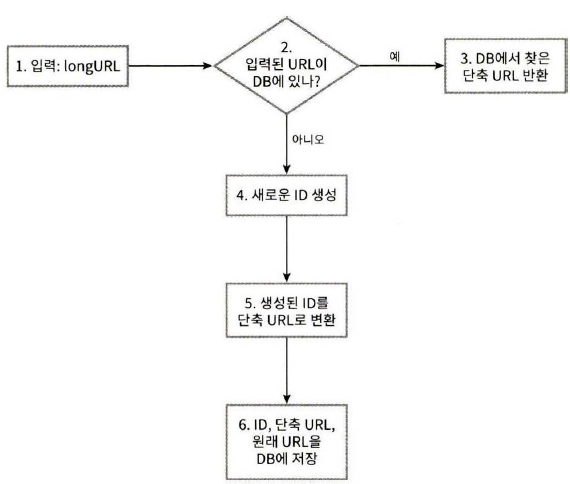 1. 입력: longURL
2.
입력된 URL이
DB에 있나?
예
3. DB에서 찾은
단축 URL 반환
아니오
4. 새로운 ID 생성
5. 생성된 ID를
단축 URL로 변환
6. ID, 단축 URL,
원래 URL을
DB에 저장